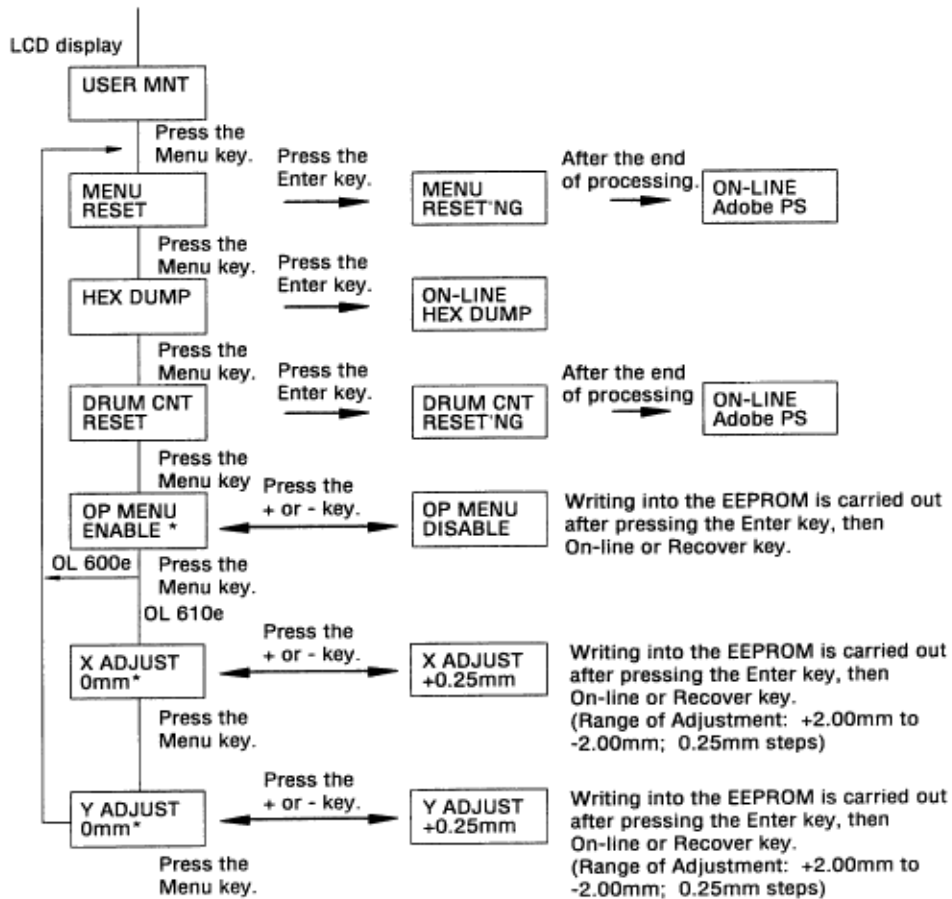 LCD display
USER MNT
Press the
Menu key.
Press the
Enter key.
After the end
of processing.
MENU
RESET
MENU
RESET'NG
ON-LINE
Adobe PS
Press the
Menu key.
Press the
Enter key.
HEX DUMP
ON-LINE
HEX DUMP
Press the
Menu key.
Press the
Enter key.
After the end
of processing
DRUM CNT
RESET
DRUM CNT
RESET'NG
ON-LINE
Adobe PS
Press the
Menu key
Press the
+ or - key.
OP MENU
ENABLE *
OP MENU
DISABLE
Writing into the EEPROM is carried out
after pressing the Enter key, then
On-line or Recover key.
OL 600e
Press the
Menu key.
OL 610e
Press the
+ or - key.
X ADJUST
0mm*
X ADJUST
+0.25mm
Writing into the EEPROM is carried out
after pressing the Enter key, then
On-line or Recover key.
(Range of Adjustment: +2.00mm to
-2.00mm; 0.25mm steps)
Press the
Menu key.
Press the
+ or - key.
Y ADJUST
0mm*
Y ADJUST
+0.25mm
Writing into the EEPROM is carried out
after pressing the Enter key, then
On-line or Recover key.
(Range of Adjustment: +2.00mm to
-2.00mm; 0.25mm steps)
Press the
Menu key.